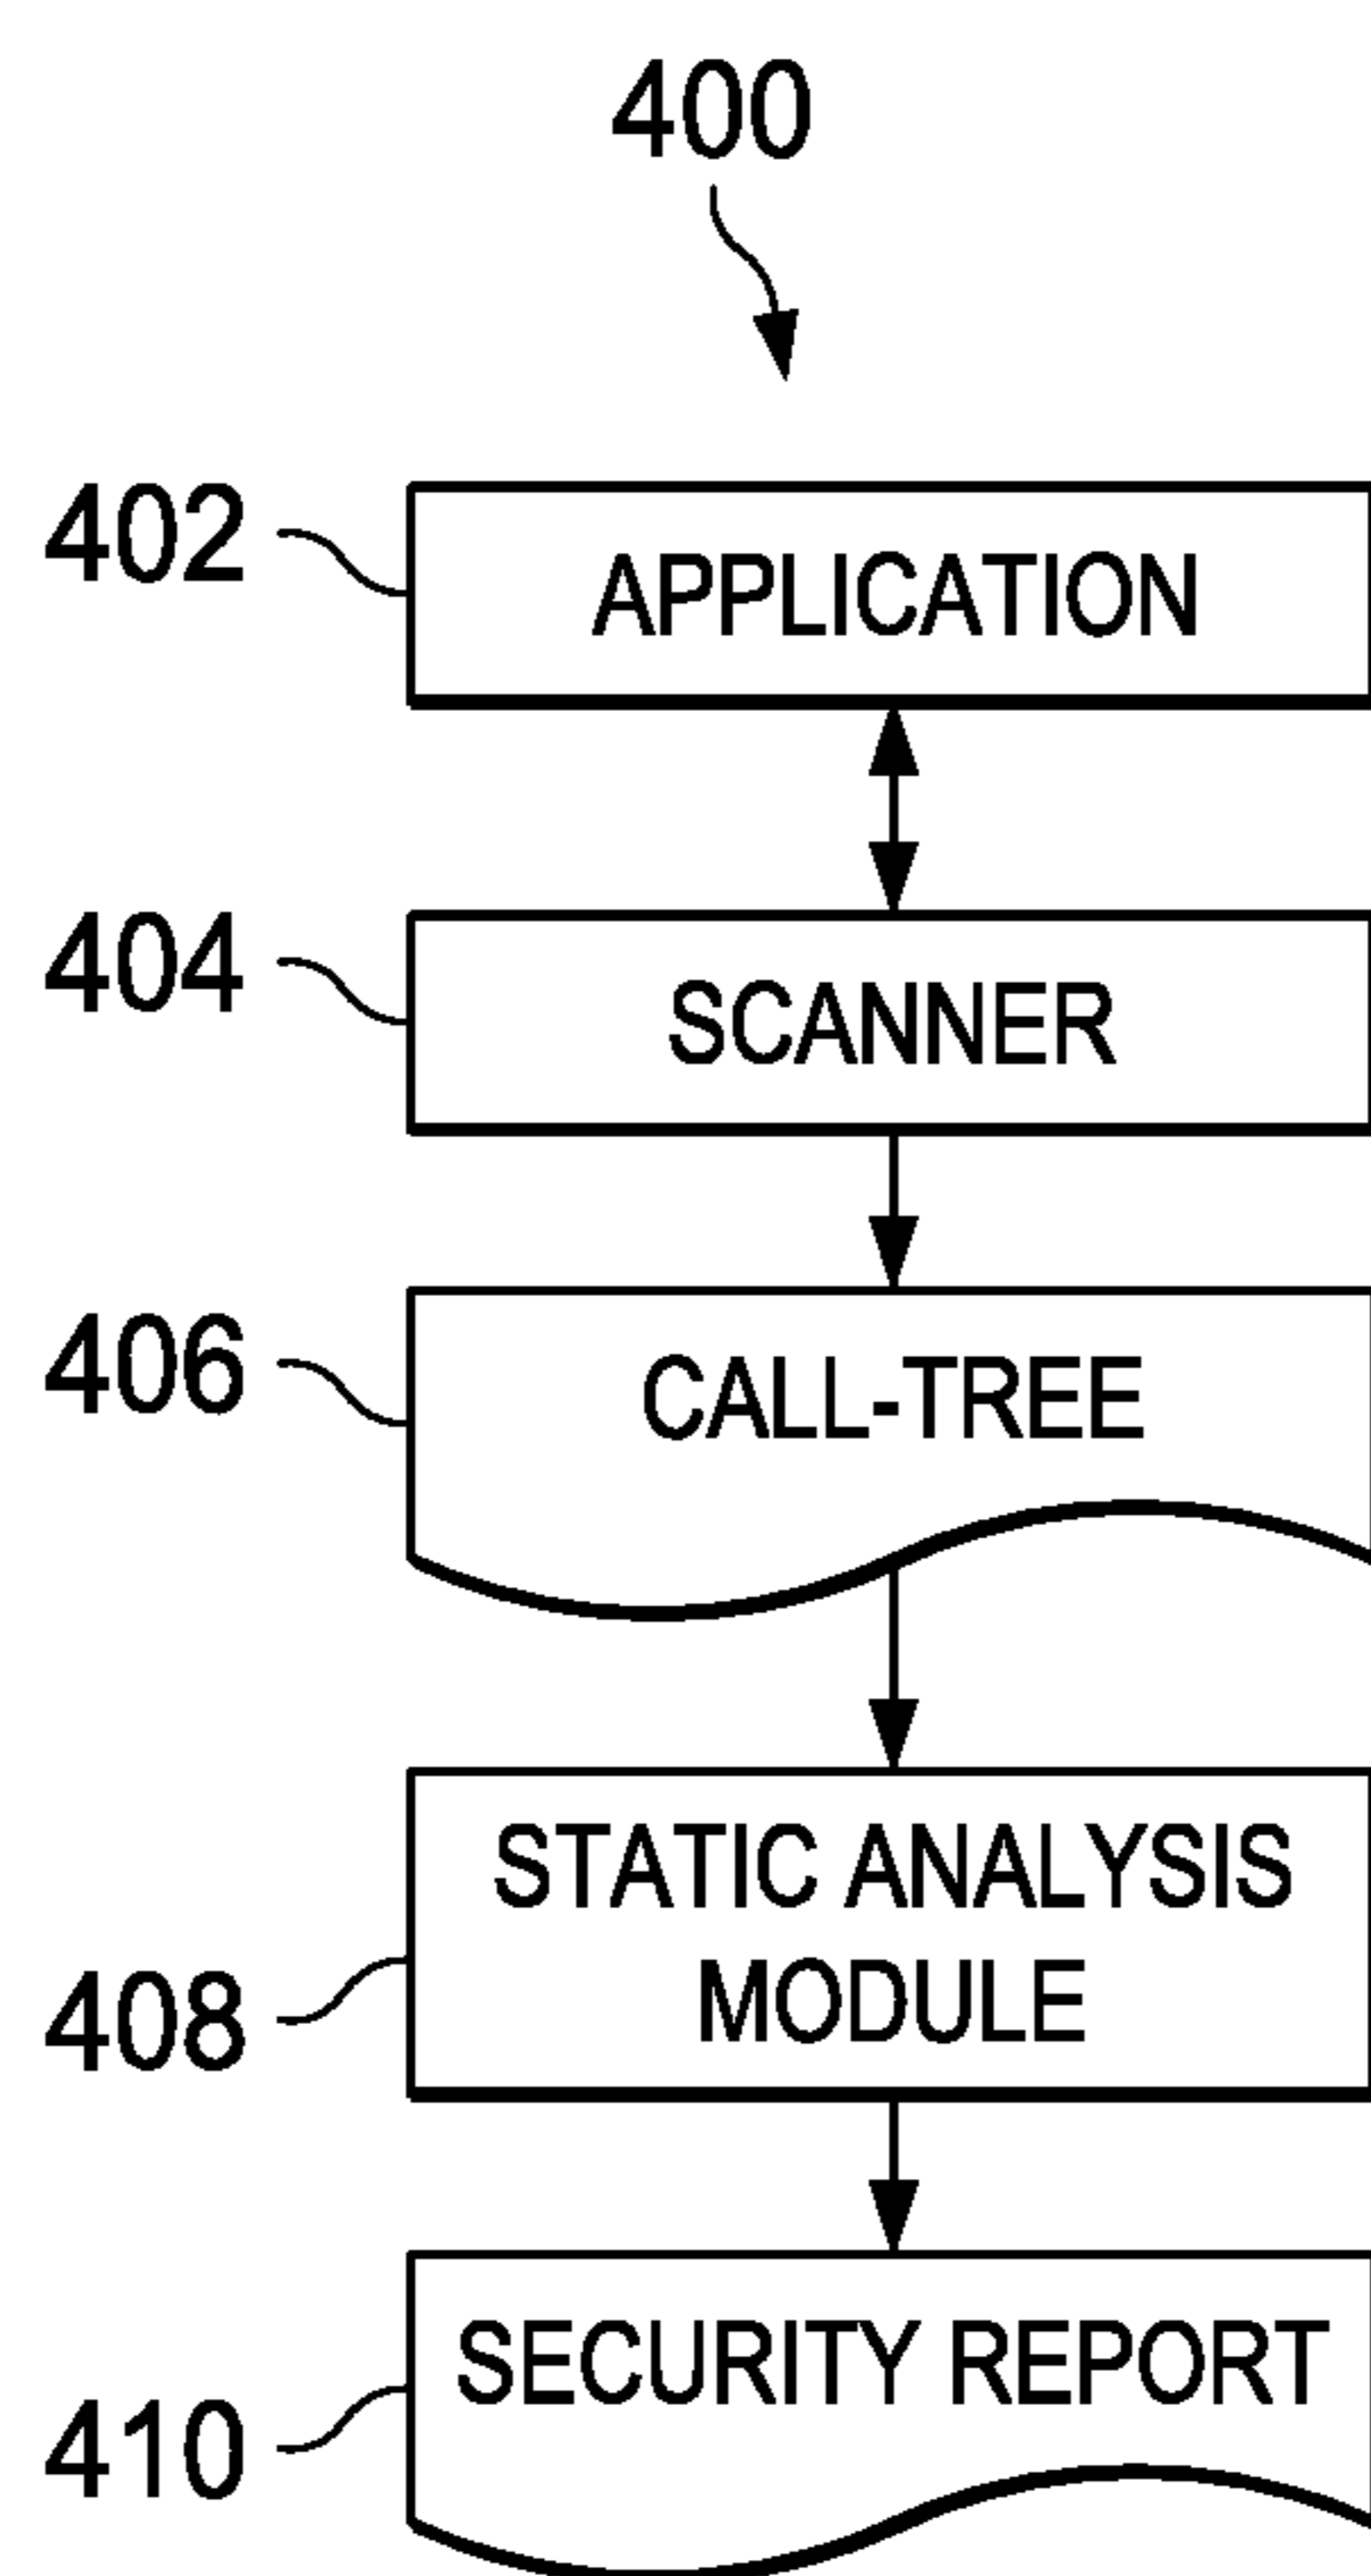 400
402
APPLICATION
404
SCANNER
406
CALL-TREE
STATIC ANALYSIS
MODULE
408
SECURITY REPORT
410